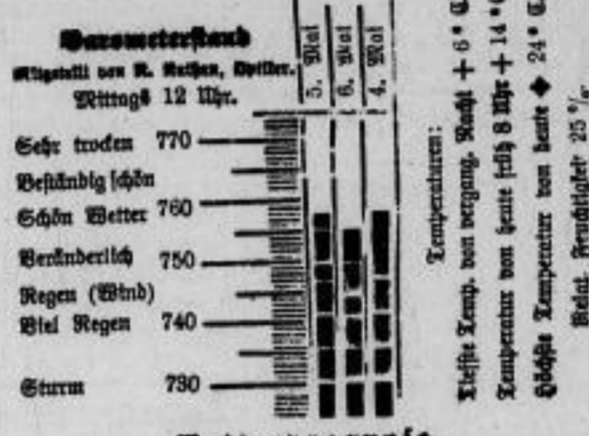 Barometerstand
Mitgeteilt von R. Nathan, Optiker.
Mittags 12 Uhr.
5. Mai
6. Mai
4. Mai
Sehr trocken 770
Beständig schön
Schön Wetter 760
Veränderlich 750
Regen (Wind)
Viel Regen 740
Sturm 730
Temperaturen:
Tiefste Temp. von vergang. Nacht + 6° C
Temperatur von heute früh 8 Uhr + 14°
Höchste Temperatur von heute + 24° C
Relat. Feuchtigkeit 25%